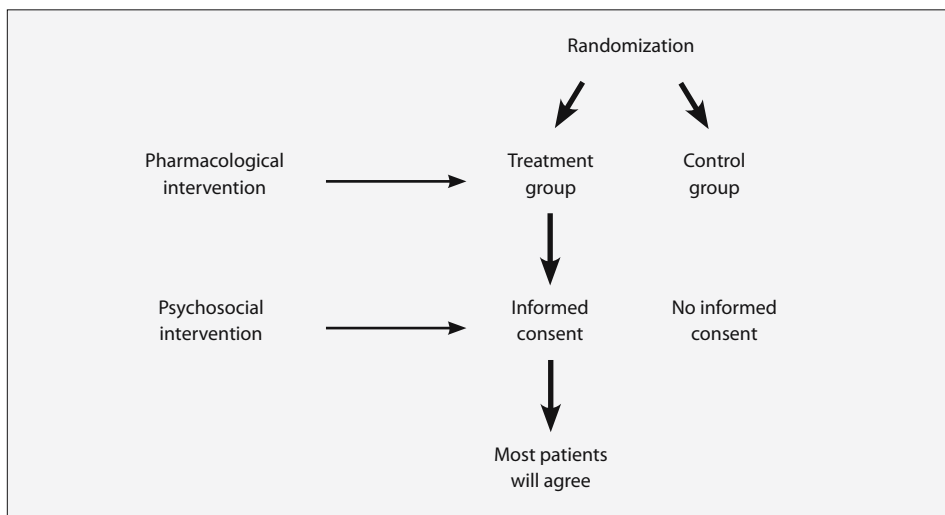 Randomization
Pharmacological
intervention
Treatment
group
Control
group
Psychosocial
intervention
Informed
consent
No informed
consent
Most patients
will agree